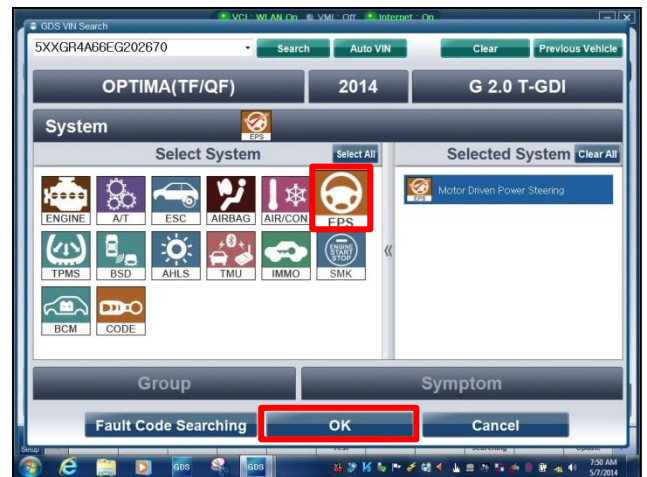 VCI : WLAN On VMI : Off Internet : On
GDS VIN Search
5XXGR4A66EG202670 Search Auto VIN Clear Previous Vehicle
OPTIMA(TF/QF) 2014 G 2.0 T-GDI
System EPS
Select System Select All Selected System Clear All
ENGINE A/T ESC AIRBAG AIR/CON EPS
EPS Motor Driven Power Steering
ENGINE START STOP
TPMS BSD AHLS TMU IMMO SMK
BCM CODE
Group Symptom
Fault Code Searching OK Cancel
Setup
GDS GDS
7:50 AM
5/7/2014